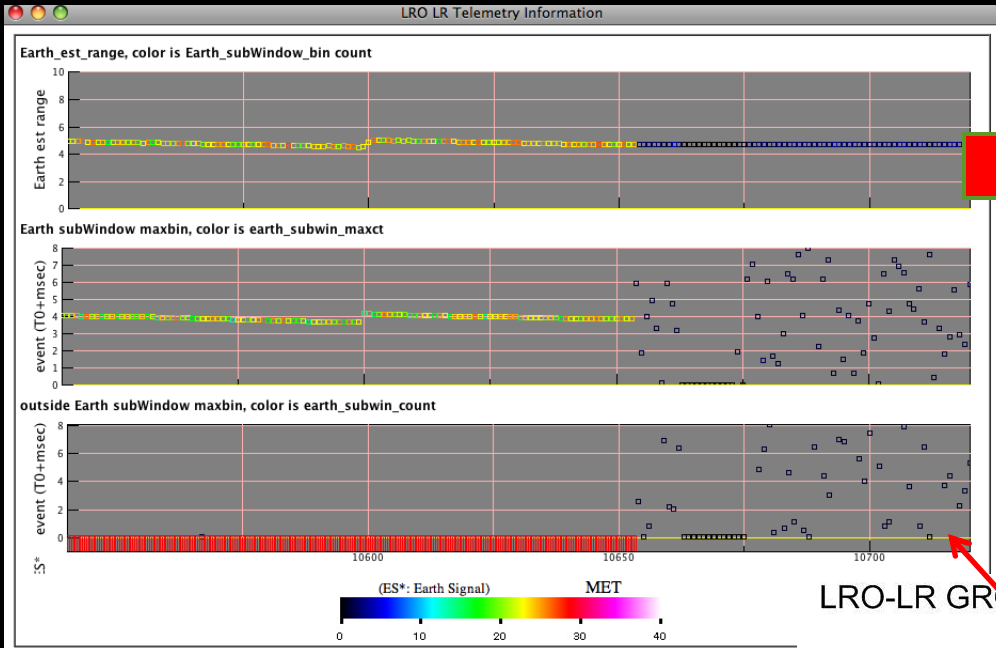 LRO LR Telemetry Information
Earth_est_range, color is Earth_subWindow_bin count
Earth est range
10
8
6
4
2
0
Earth subWindow maxbin, color is earth_subwin_maxct
event (T0+msec)
8
7
6
5
4
3
2
1
0
outside Earth subWindow maxbin, color is earth_subwin_count
event (T0+msec)
8
6
4
2
0
ES*
10600 10650 10700
(ES*: Earth Signal) MET
0 10 20 30 40
LRO-LR